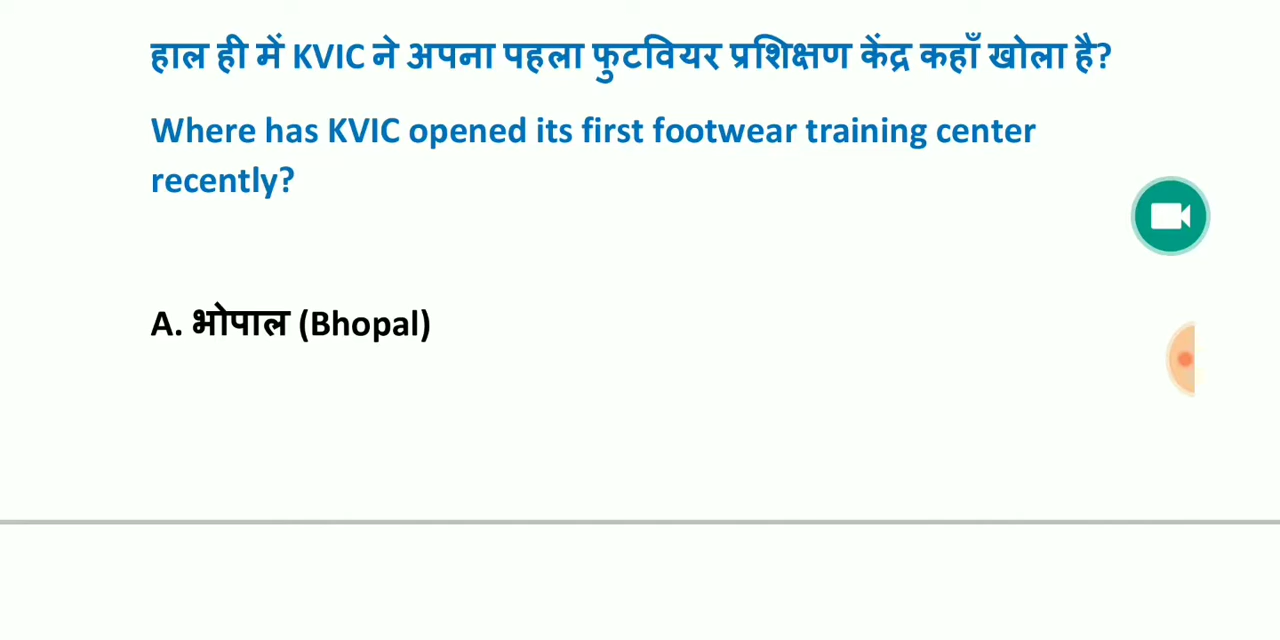 हाल ही में KVIC ने अपना पहला फुटवियर प्रशिक्षण केंद्र कहाँ खोला है?
Where has KVIC opened its first footwear training center
recently?
A. भोपाल (Bhopal)